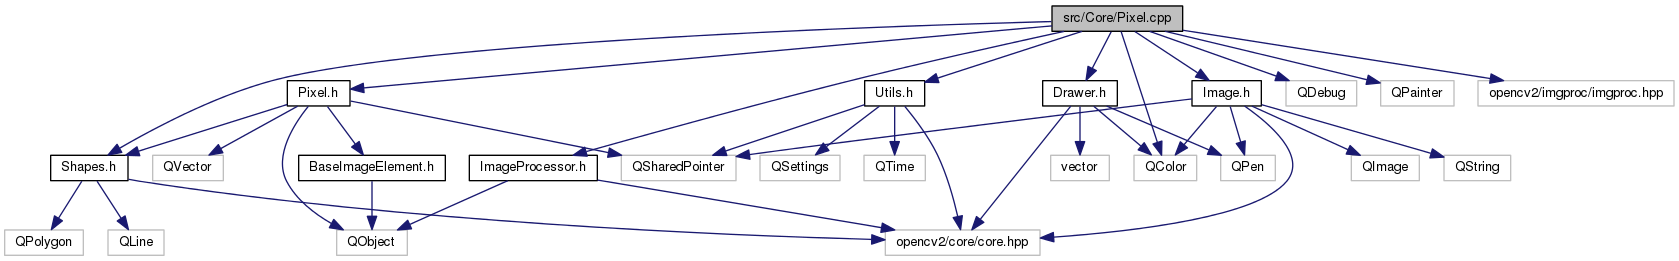 src/Core/Pixel.cpp
Pixel.h
Utils.h
Drawer.h
Image.h
QDebug
QPainter
opencv2/imgproc/imgproc.hpp
Shapes.h
QVector
BaseImageElement.h
ImageProcessor.h
QSharedPointer
QSettings
QTime
vector
QColor
QPen
QImage
QString
QPolygon
QLine
QObject
opencv2/core/core.hpp